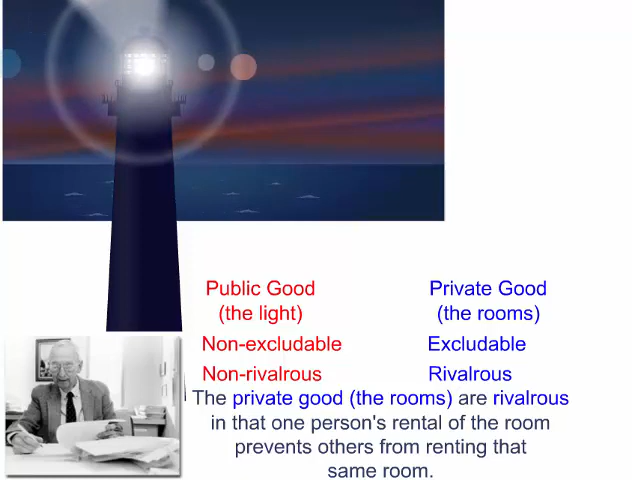 Public Good Private Good
(the light) (the rooms)
Non-excludable Excludable
Non-rivalrous Rivalrous
The private good (the rooms) are rivalrous
in that one person's rental of the room
prevents others from renting that
same room.